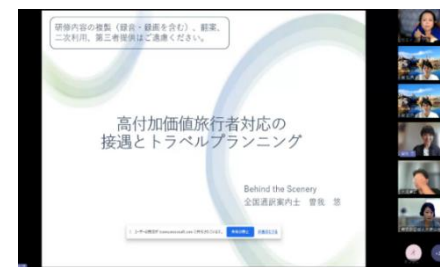 研修内容の複製（録音・録画を含む）、翻案、
二次利用、第三者提供はご遠慮ください。
高付加価値旅行者対応の
接遇とトラベルプランニング
Behind the Scenery
全国通訳案内士 曽我 悠